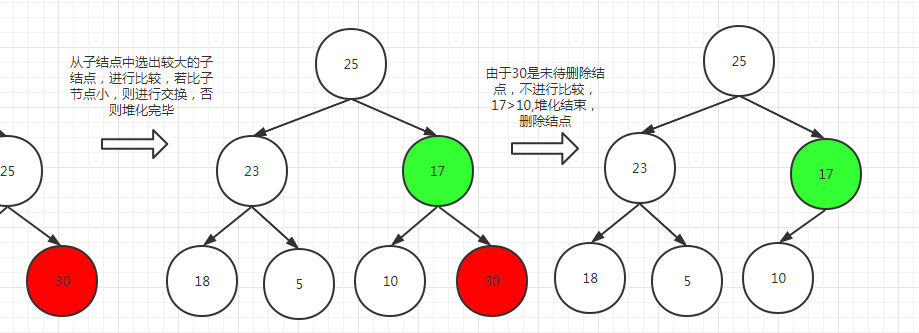 从子结点中选出较大的子
结点，进行比较，若比子
节点小，则进行交换，否
则堆化完毕
25
由于30是未待删除结
点，不进行比较，
17>10,堆化结束，
删除结点
25
25
23
17
23
17
30
18
5
10
30
18
5
10